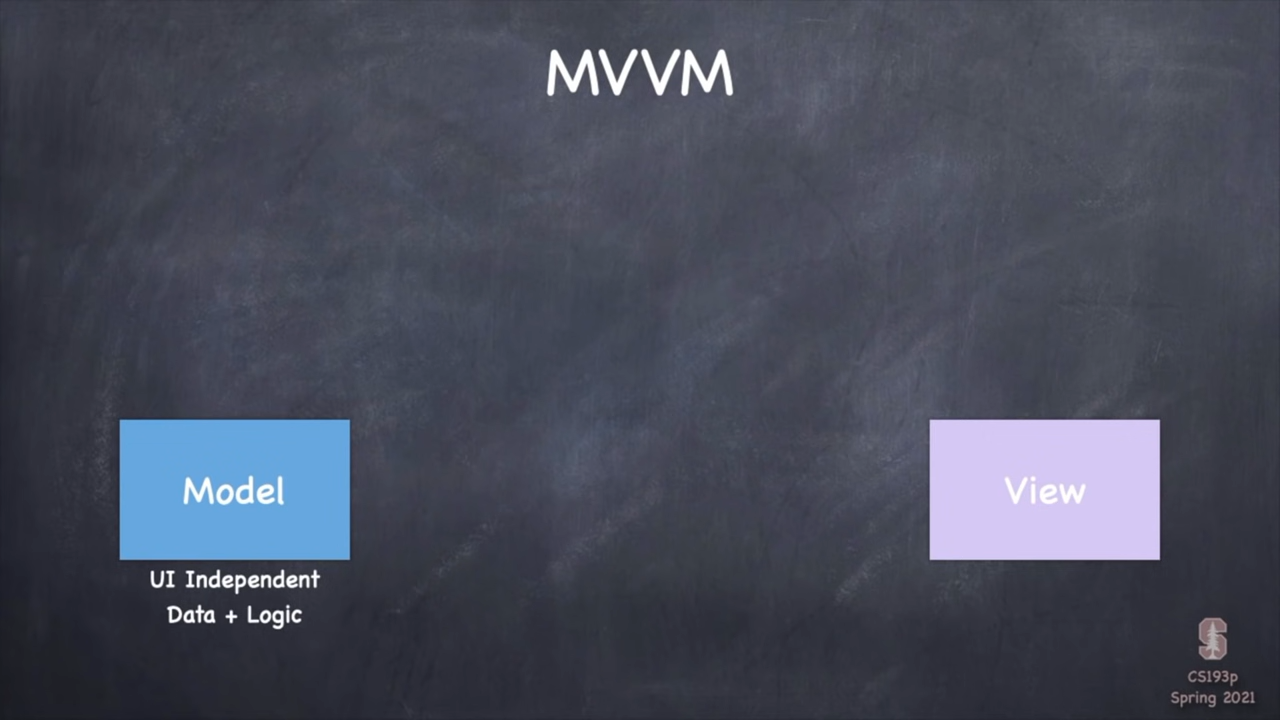 MVVM
Model
View
UI Independent
Data + Logic
S
CS193p
Spring 2021